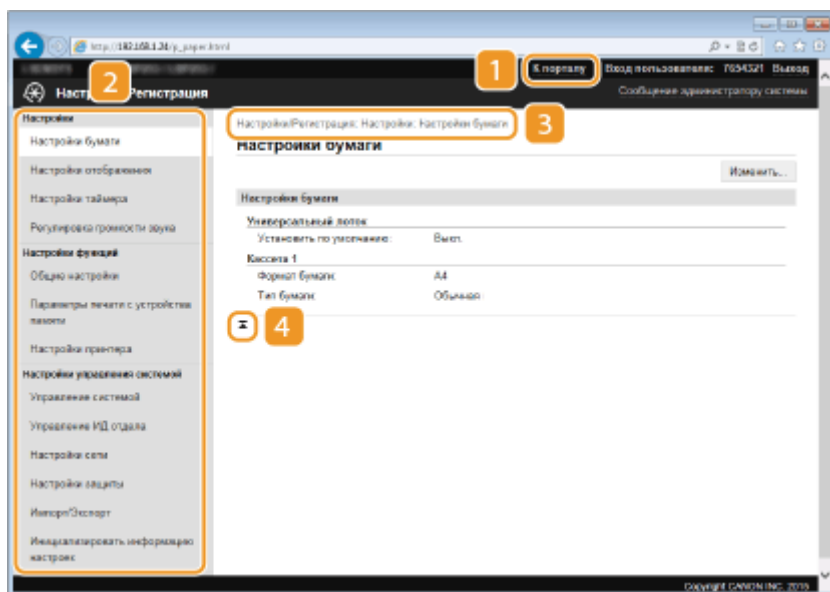 http://192.168.1.24/p_paper.html
1
К порталу
Вход пользователя: 7654321
Выход
2
Регистрация
Сообщение администратору системы
Настройки
Настройки бумаги
Настройки отображения
Настройки таймера
Регулировка громкости звука
Настройки функций
Общие настройки
Параметры печати с устройства
памяти
Настройки принтера
Настройки управления системой
Управление системой
Управление ИД отдела
Настройки сети
Настройки защиты
Импорт/Экспорт
Инициализировать информацию
настроек
Настройки/Регистрация: Настройки: Настройки бумаги
3
Настройки бумаги
Изменить...
Настройки бумаги
Универсальный лоток
Установить по умолчанию: Выкл.
Кассета 1
Формат бумаги: A4
Тип бумаги: Обычная
4
Copyright CANON INC. 2015